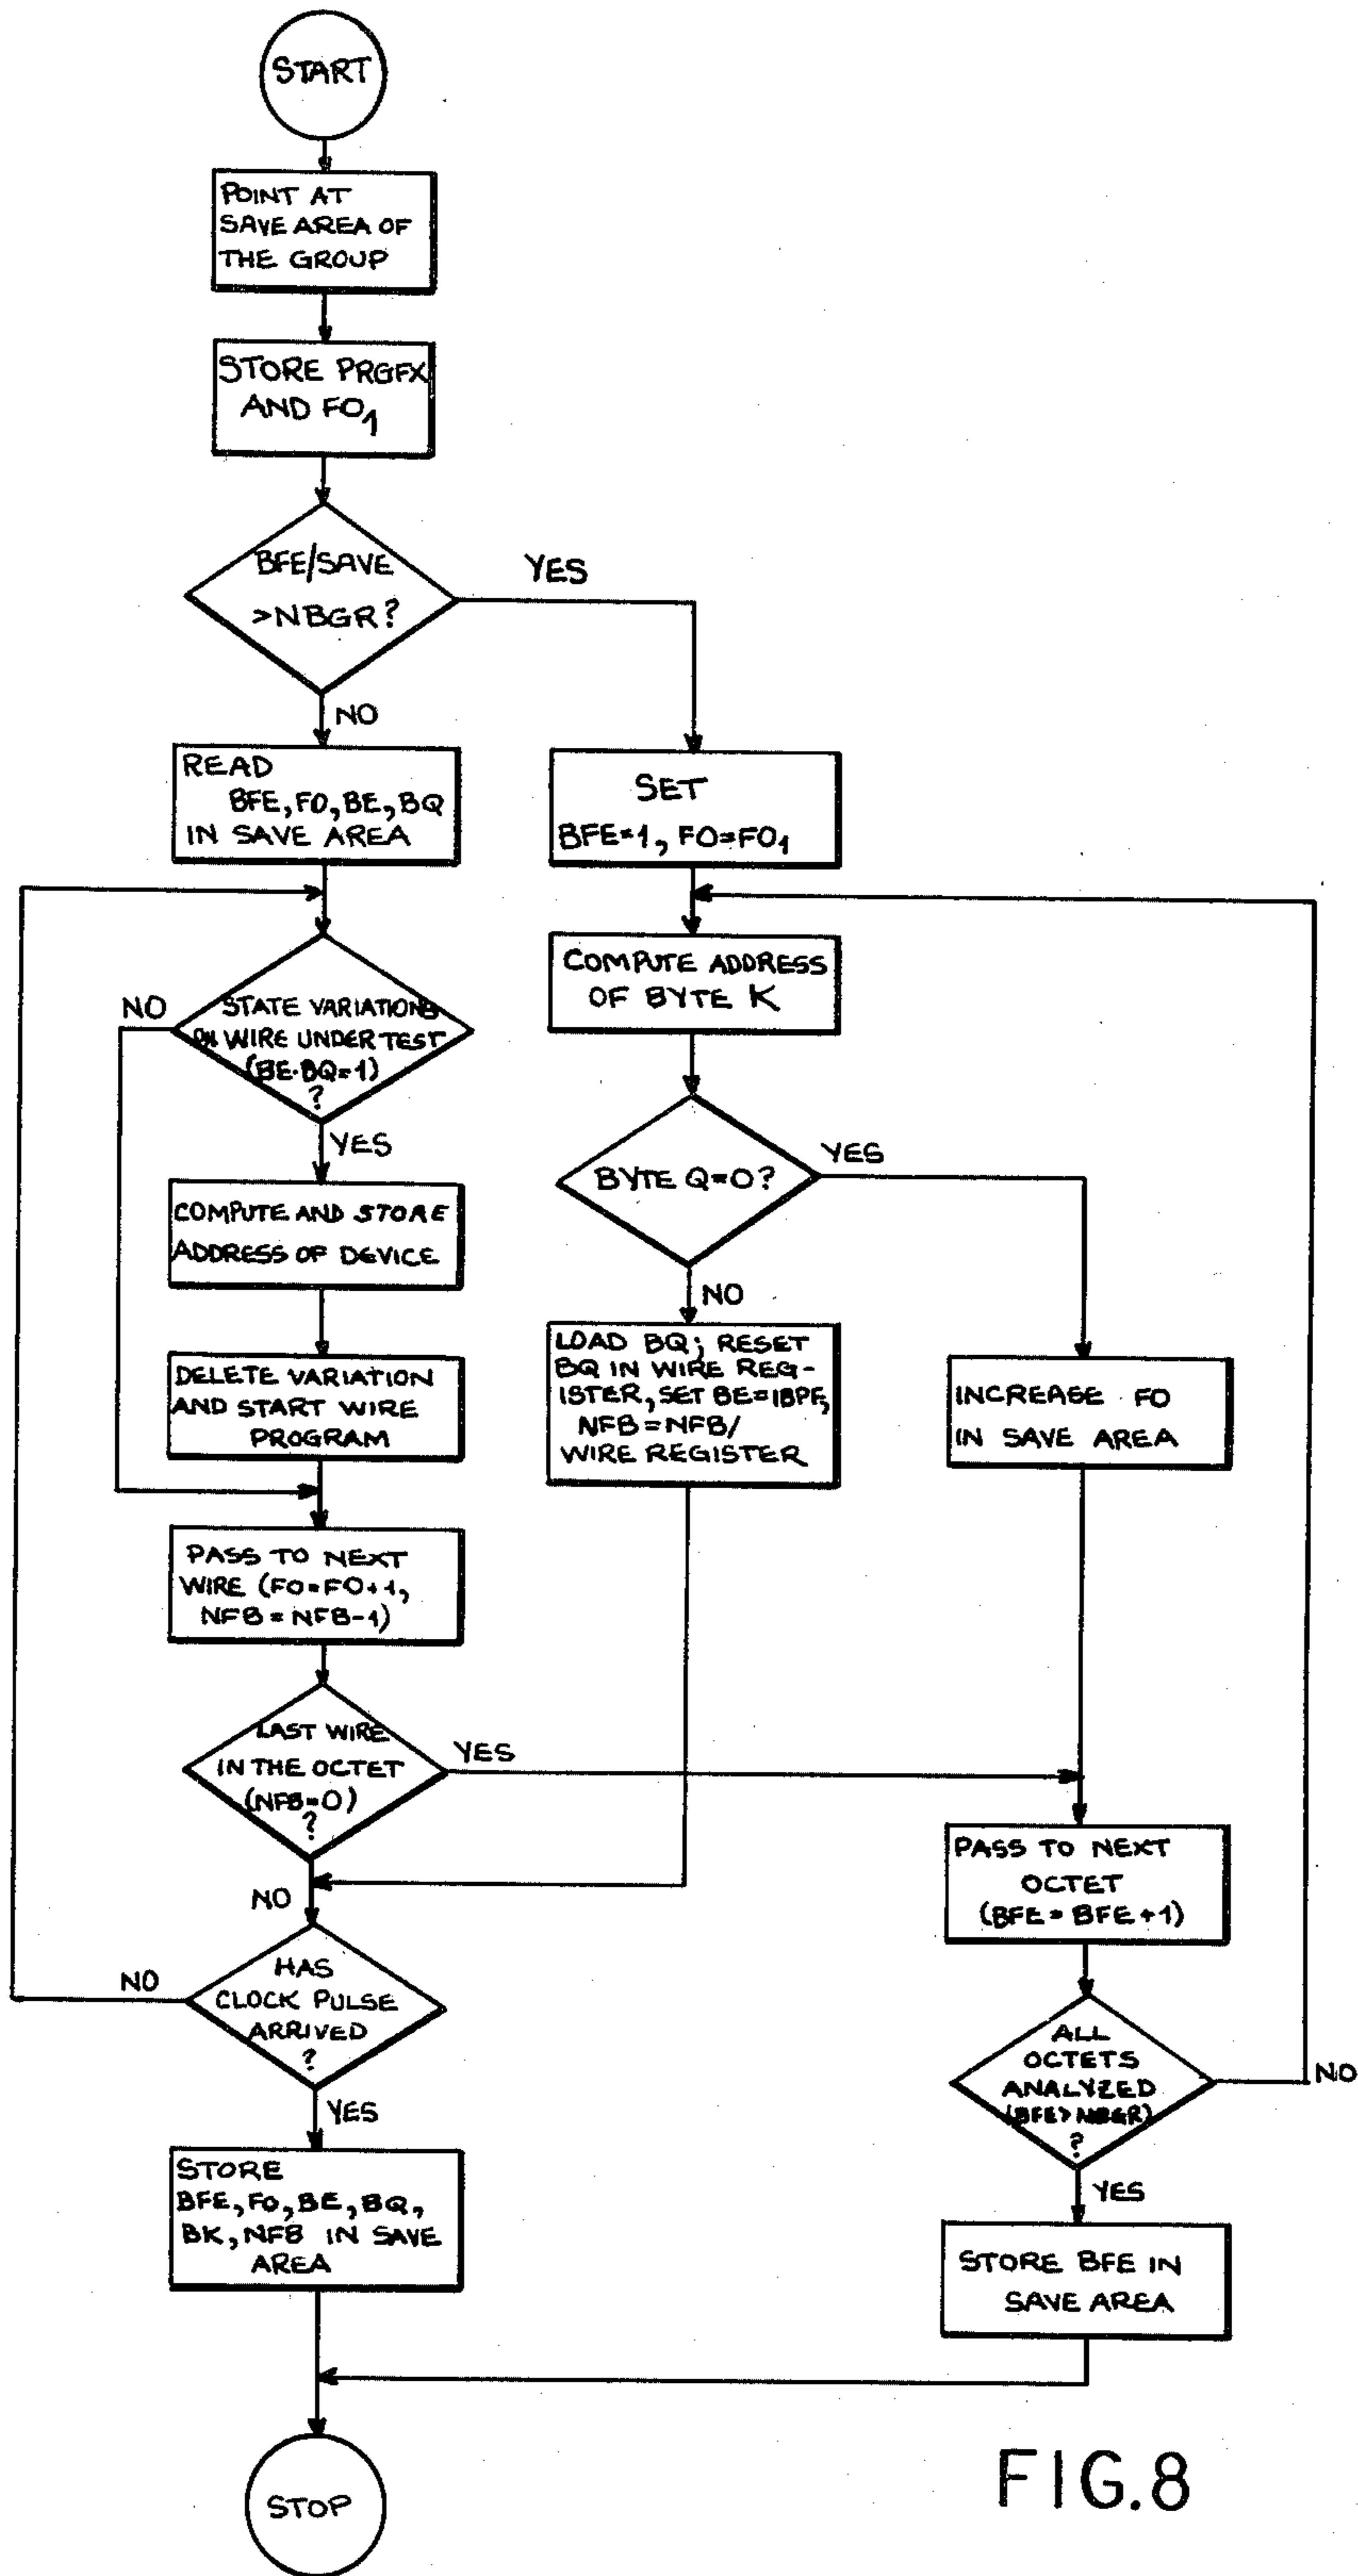 START
POINT AT
SAVE AREA OF
THE GROUP
STORE PRGFX
AND FO1
BFE/SAVE
>NBGR?
YES
NO
READ
BFE, FO, BE, BQ
IN SAVE AREA
SET
BFE=1, FO=FO1
COMPUTE ADDRESS
OF BYTE K
NO
STATE VARIATIONS
ON WIRE UNDER TEST
(BE·BQ=1)
?
YES
BYTE Q=0?
YES
NO
COMPUTE AND STORE
ADDRESS OF DEVICE
DELETE VARIATION
AND START WIRE
PROGRAM
LOAD BQ; RESET
BQ IN WIRE REG-
ISTER, SET BE=IBPF,
NFB=NFB/
WIRE REGISTER
INCREASE FO
IN SAVE AREA
PASS TO NEXT
WIRE (FO=FO+1,
NFB=NFB-1)
LAST WIRE
IN THE OCTET
(NFB=0)
?
YES
NO
PASS TO NEXT
OCTET
(BFE=BFE+1)
NO
HAS
CLOCK PULSE
ARRIVED
?
YES
ALL
OCTETS
ANALYZED
(BFE>NBGR)
?
NO
YES
STORE
BFE, FO, BE, BQ,
BK, NFB IN SAVE
AREA
STORE BFE IN
SAVE AREA
STOP
FIG.8